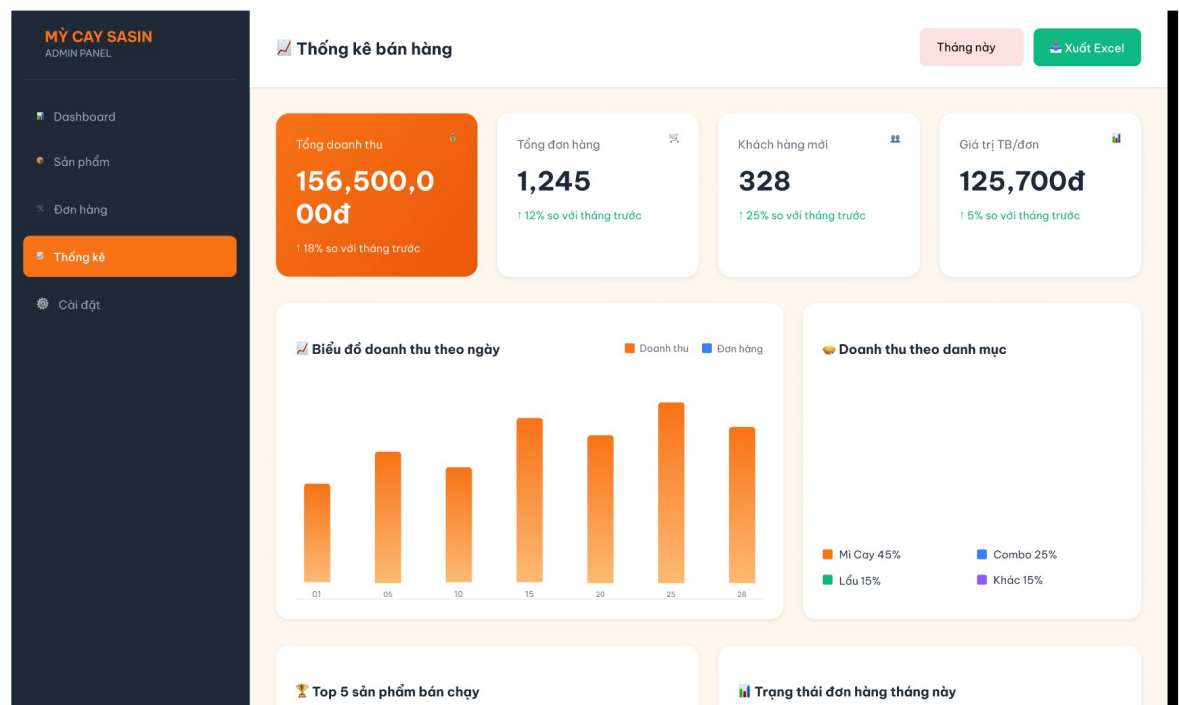 MỲ CAY SASIN
ADMIN PANEL
Dashboard
Sản phẩm
Đơn hàng
Thống kê
Cài đặt
Thống kê bán hàng
Tháng này
Xuất Excel
Tổng doanh thu
156,500,0
00đ
↑ 18% so với tháng trước
Tổng đơn hàng
1,245
↑ 12% so với tháng trước
Khách hàng mới
328
↑ 25% so với tháng trước
Giá trị TB/đơn
125,700đ
↑ 5% so với tháng trước
Biểu đồ doanh thu theo ngày
Doanh thu
Đơn hàng
01 05 10 15 20 25 28
Doanh thu theo danh mục
Mì Cay 45%
Combo 25%
Lẩu 15%
Khác 15%
Top 5 sản phẩm bán chạy
Trạng thái đơn hàng tháng này